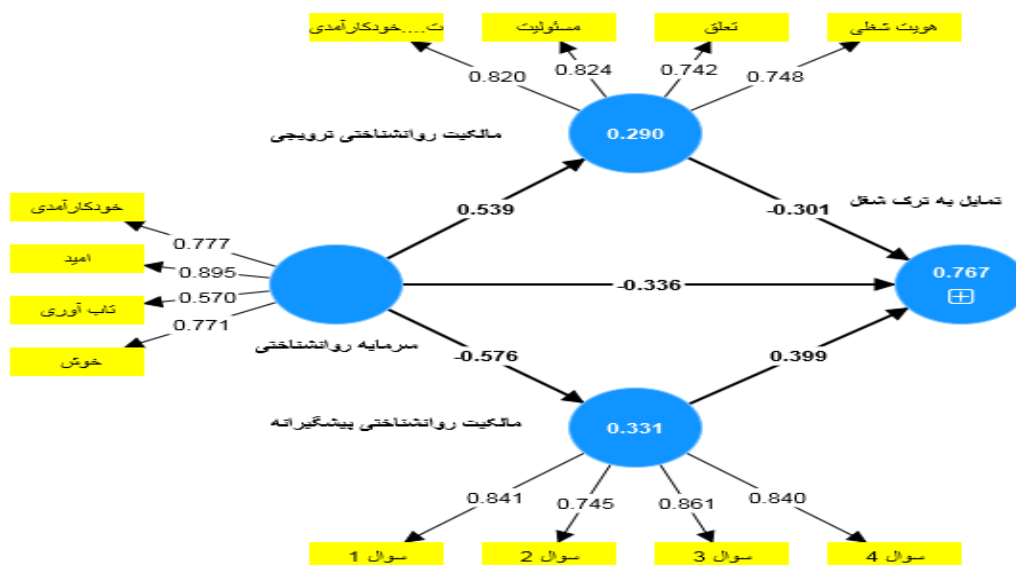 ت....خودکارآمدی
مسئولیت
تعلق
هویت شغلی
0.820
0.824
0.742
0.748
مالکیت روانشناختی ترویجی
0.290
تمایل به ترک شغل
خودکارآمدی
0.777
امید
0.895
تاب آوری
0.570
خوش
0.771
0.539
-0.301
-0.336
0.767
سرمایه روانشناختی
-0.576
0.399
مالکیت روانشناختی پیشگیرانه
0.331
0.841
0.745
0.861
0.840
سوال 1
سوال 2
سوال 3
سوال 4